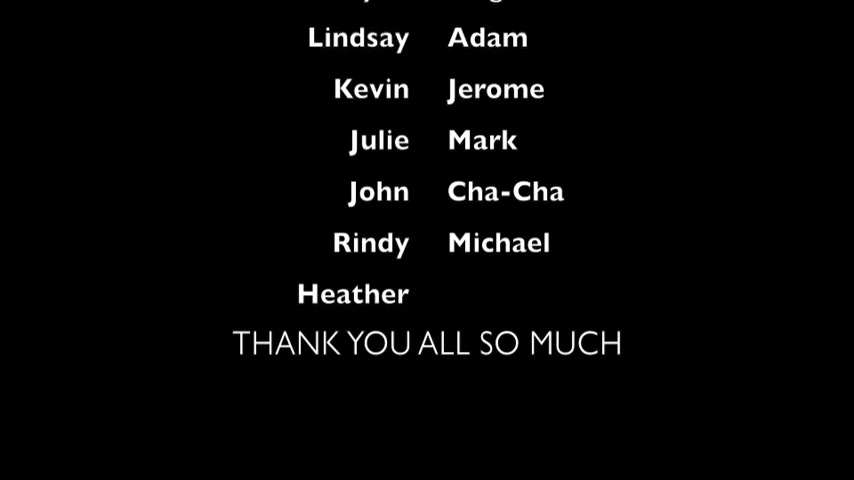 Lindsay Adam
Kevin Jerome
Julie Mark
John Cha-Cha
Rindy Michael
Heather
THANK YOU ALL SO MUCH